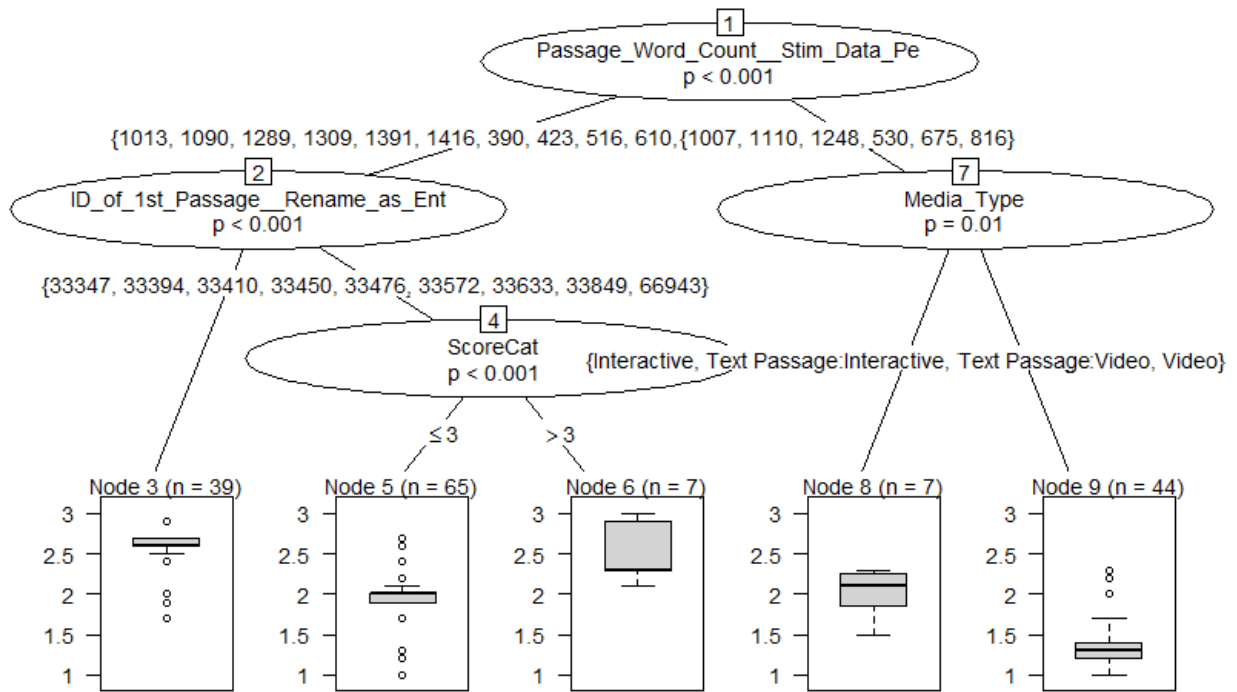 1
Passage_Word_Count__Stim_Data_Pe
p < 0.001
{1013, 1090, 1289, 1309, 1391, 1416, 390, 423, 516, 610, {1007, 1110, 1248, 530, 675, 816}
2
ID_of_1st_Passage__Rename_as_Ent
p < 0.001
7
Media_Type
p = 0.01
{33347, 33394, 33410, 33450, 33476, 33572, 33633, 33849, 66943}
4
ScoreCat
p < 0.001
{Interactive, Text Passage:Interactive, Text Passage:Video, Video}
≤ 3
> 3
Node 3 (n = 39)
3
2.5
2
1.5
1
Node 5 (n = 65)
3
2.5
2
1.5
1
Node 6 (n = 7)
3
2.5
2
1.5
1
Node 8 (n = 7)
3
2.5
2
1.5
1
Node 9 (n = 44)
3
2.5
2
1.5
1